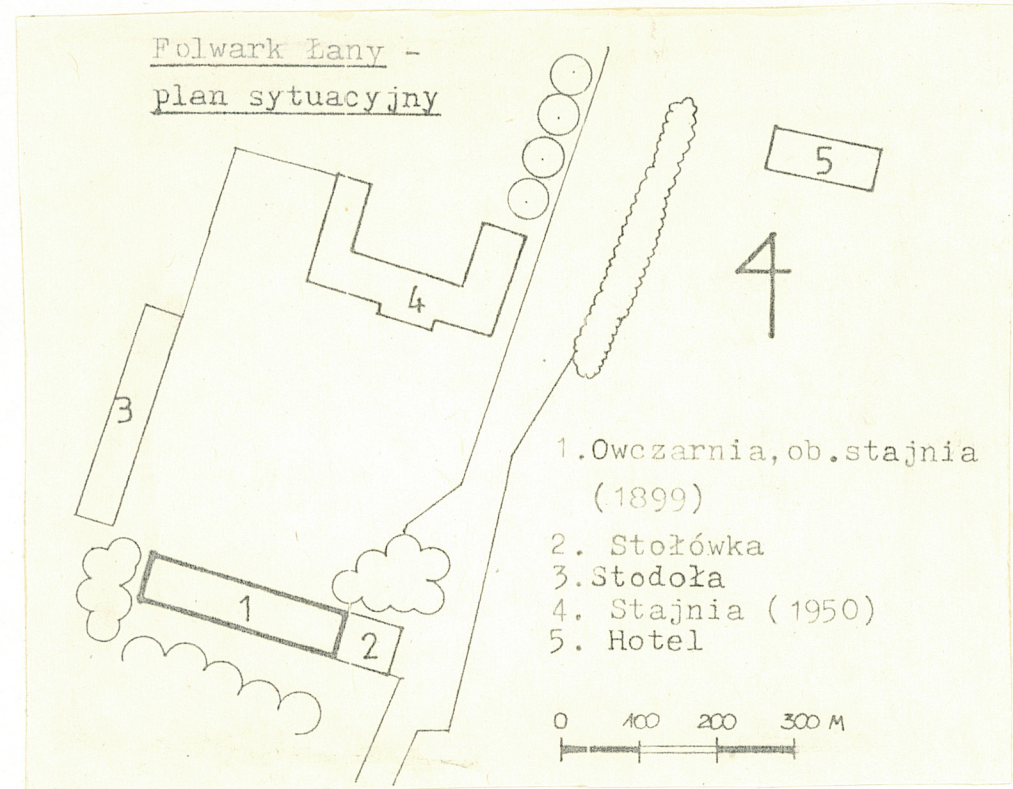 Folwark Łany -
plan sytuacyjny
5
4
3
1
2
1.Owczarnia,ob.stajnia
(1899)
2. Stołówka
3.Stodoła
4. Stajnia (1950)
5. Hotel
0 100 200 300 M